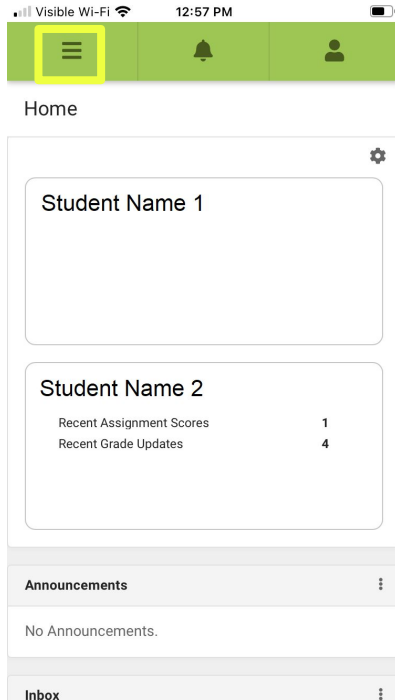 Visible Wi-Fi 12:57 PM
Home
Student Name 1
Student Name 2
Recent Assignment Scores 1
Recent Grade Updates 4
Announcements
No Announcements.
Inbox